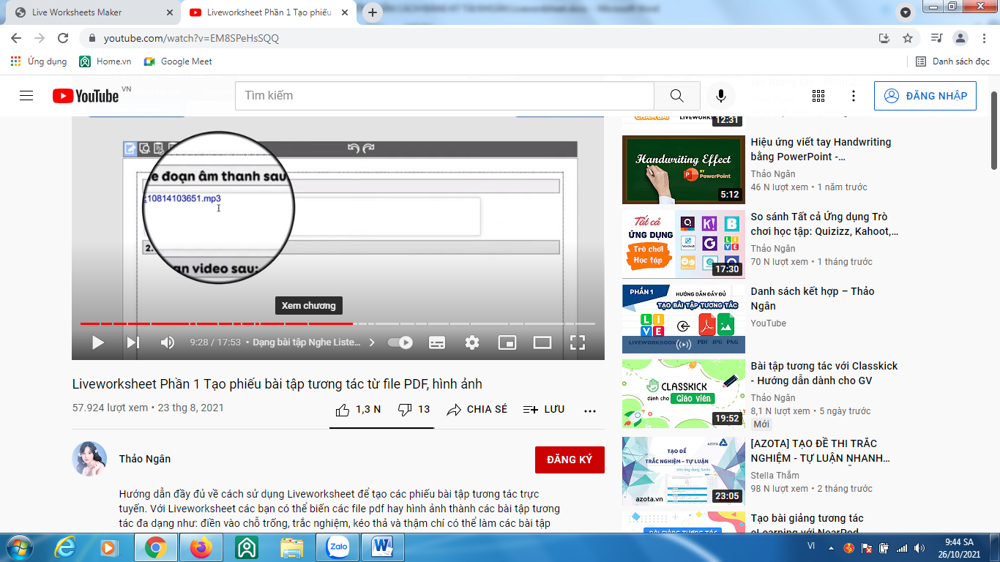 Live Worksheets Maker
Liveworksheet Phần 1 Tạo phiếu
youtube.com/watch?v=EM8SPeHsSQQ
Ứng dụng
Home.vn
Google Meet
Danh sách đọc
YouTube VN
Tìm kiếm
ĐĂNG NHẬP
e đoạn âm thanh sau
10814103651.mp3
2.
an video sau:
Xem chương
9:28 / 17:53 • Dạng bài tập Nghe Liste...
Liveworksheet Phần 1 Tạo phiếu bài tập tương tác từ file PDF, hình ảnh
57.924 lượt xem • 23 thg 8, 2021
1,3 N
13
CHIA SẺ
LƯU
Thảo Ngân
ĐĂNG KÝ
Hướng dẫn đầy đủ về cách sử dụng Liveworksheet để tạo các phiếu bài tập tương tác trực
tuyến. Với Liveworksheet các bạn có thể biến các file pdf hay hình ảnh thành các bài tập tương
tác đa dạng như: điền vào chỗ trống, trắc nghiệm, kéo thả và thậm chí có thể làm các bài tập
12:31
Handwriting Effect
BY
PowerPoint
5:12
Hiệu ứng viết tay Handwriting
bằng PowerPoint -...
Thảo Ngân
46 N lượt xem • 1 năm trước
Tất cả
ỨNG DỤNG
Trò chơi
Học tập
17:30
So sánh Tất cả Ứng dụng Trò
chơi học tập: Quizizz, Kahoot,...
Thảo Ngân
70 N lượt xem • 1 tháng trước
PHẦN 1
HƯỚNG DẪN ĐẦY ĐỦ
TẠO BÀI TẬP TƯƠNG TÁC
LIVE
LIVEWORKBOOK
PDF JPG PNG
Danh sách kết hợp – Thảo
Ngân
YouTube
CLASSKICK
dành cho
Giáo viên
19:52
Bài tập tương tác với Classkick
- Hướng dẫn dành cho GV
Thảo Ngân
8,1 N lượt xem • 5 ngày trước
Mới
AZOTA
TẠO ĐỀ
TRẮC NGHIỆM - TỰ LUẬN
trên ứng dụng Azota
azota.vn
23:05
[AZOTA] TẠO ĐỀ THI TRẮC
NGHIỆM - TỰ LUẬN NHANH...
Stella Thắm
98 N lượt xem • 2 tháng trước
BÀI GIẢNG TƯƠNG TÁC
Tạo bài giảng tương tác
eLearning với NearPod
Zalo
VI
9:44 SA
26/10/2021